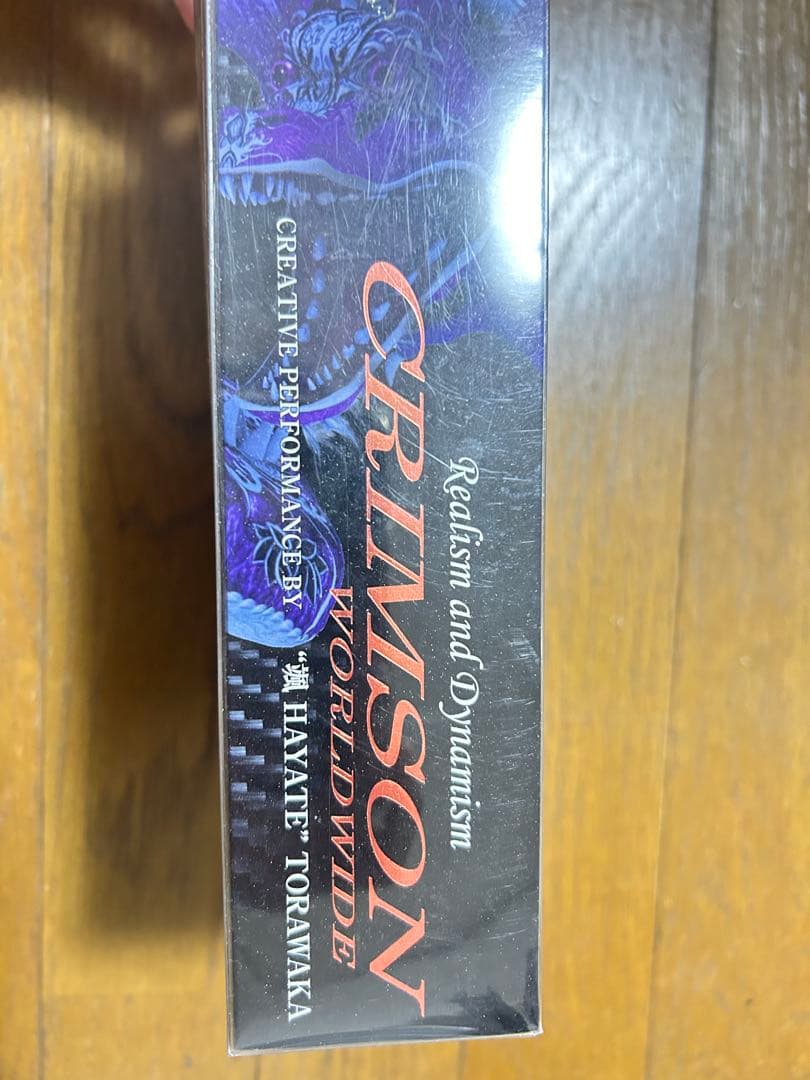 Realism and Dynamism
CRIMSON
WORLDWIDE
CREATIVE PERFORMANCE BY “颯 HAYATE” TORAWAKA